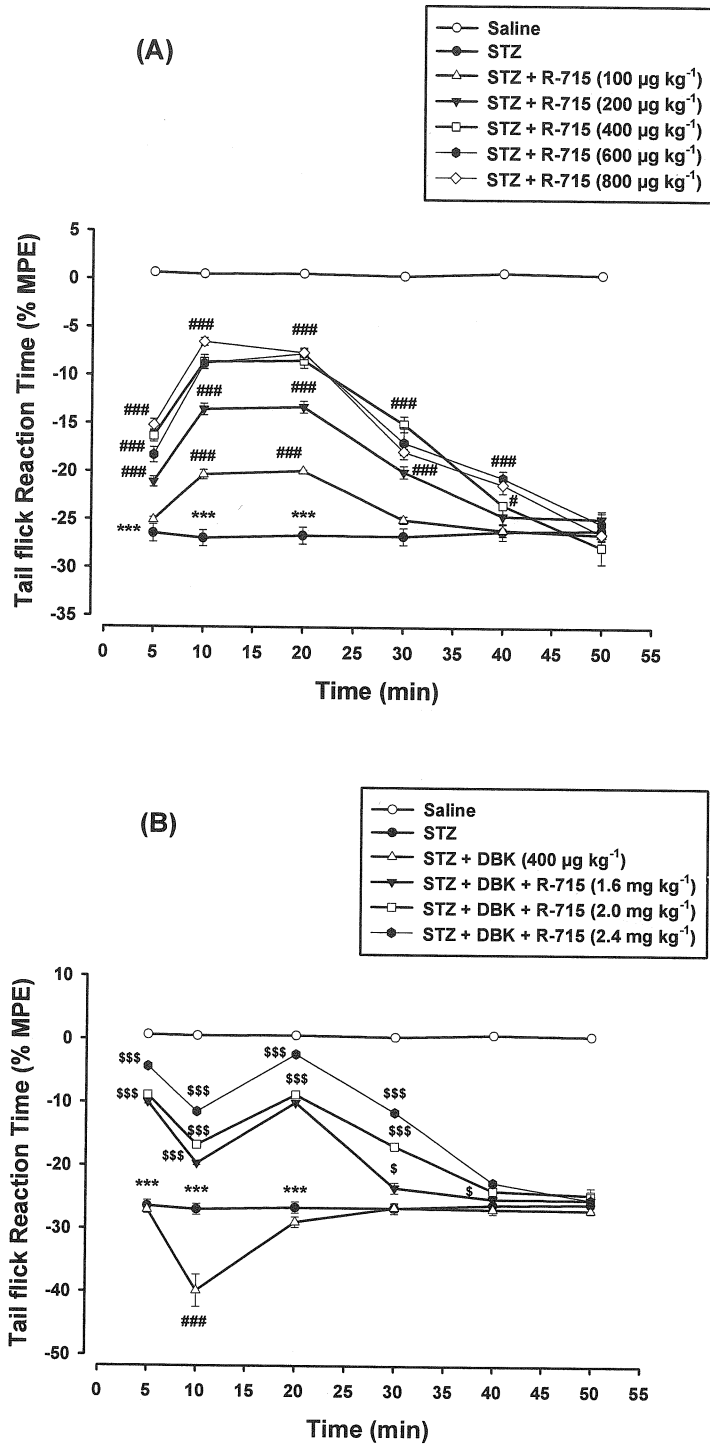 (A)
Saline
STZ
STZ + R-715 (100 µg kg⁻¹)
STZ + R-715 (200 µg kg⁻¹)
STZ + R-715 (400 µg kg⁻¹)
STZ + R-715 (600 µg kg⁻¹)
STZ + R-715 (800 µg kg⁻¹)
Tail flick Reaction Time (% MPE)
5
0
-5
-10
-15
-20
-25
-30
-35
###
###
###
###
###
###
###
###
###
###
###
###
#
***
***
***
0 5 10 15 20 25 30 35 40 45 50 55
Time (min)
(B)
Saline
STZ
STZ + DBK (400 µg kg⁻¹)
STZ + DBK + R-715 (1.6 mg kg⁻¹)
STZ + DBK + R-715 (2.0 mg kg⁻¹)
STZ + DBK + R-715 (2.4 mg kg⁻¹)
Tail flick Reaction Time (% MPE)
10
0
-10
-20
-30
-40
-50
$$$
$$$
$$$
$$$
$$$
$$$
$$$
$$$
$$$
$
$
***
***
***
###
0 5 10 15 20 25 30 35 40 45 50 55
Time (min)